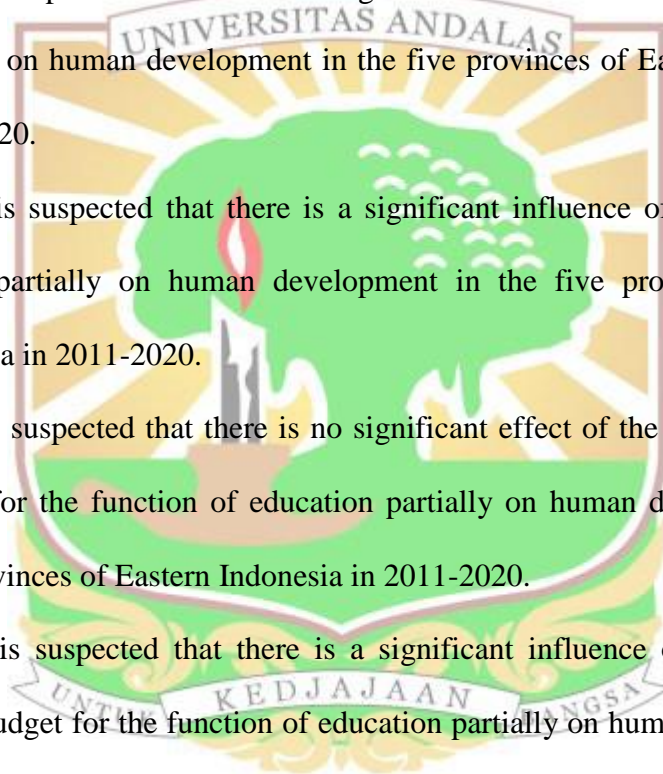 UNIVERSITAS ANDALAS
on human development in the five provinces of Ea
20.
is suspected that there is a significant influence o
partially on human development in the five pro
a in 2011-2020.
suspected that there is no significant effect of the
for the function of education partially on human d
vinces of Eastern Indonesia in 2011-2020.
is suspected that there is a significant influence
UNTUK KEDJAJAAN BANGSA
udget for the function of education partially on hum